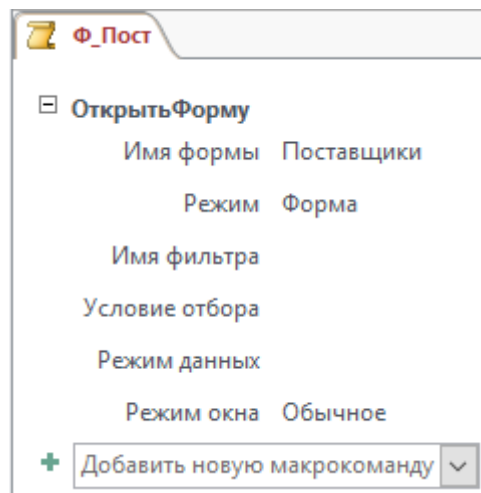 Ф_Пост
ОткрытьФорму
Имя формы Поставщики
Режим Форма
Имя фильтра
Условие отбора
Режим данных
Режим окна Обычное
Добавить новую макрокоманду